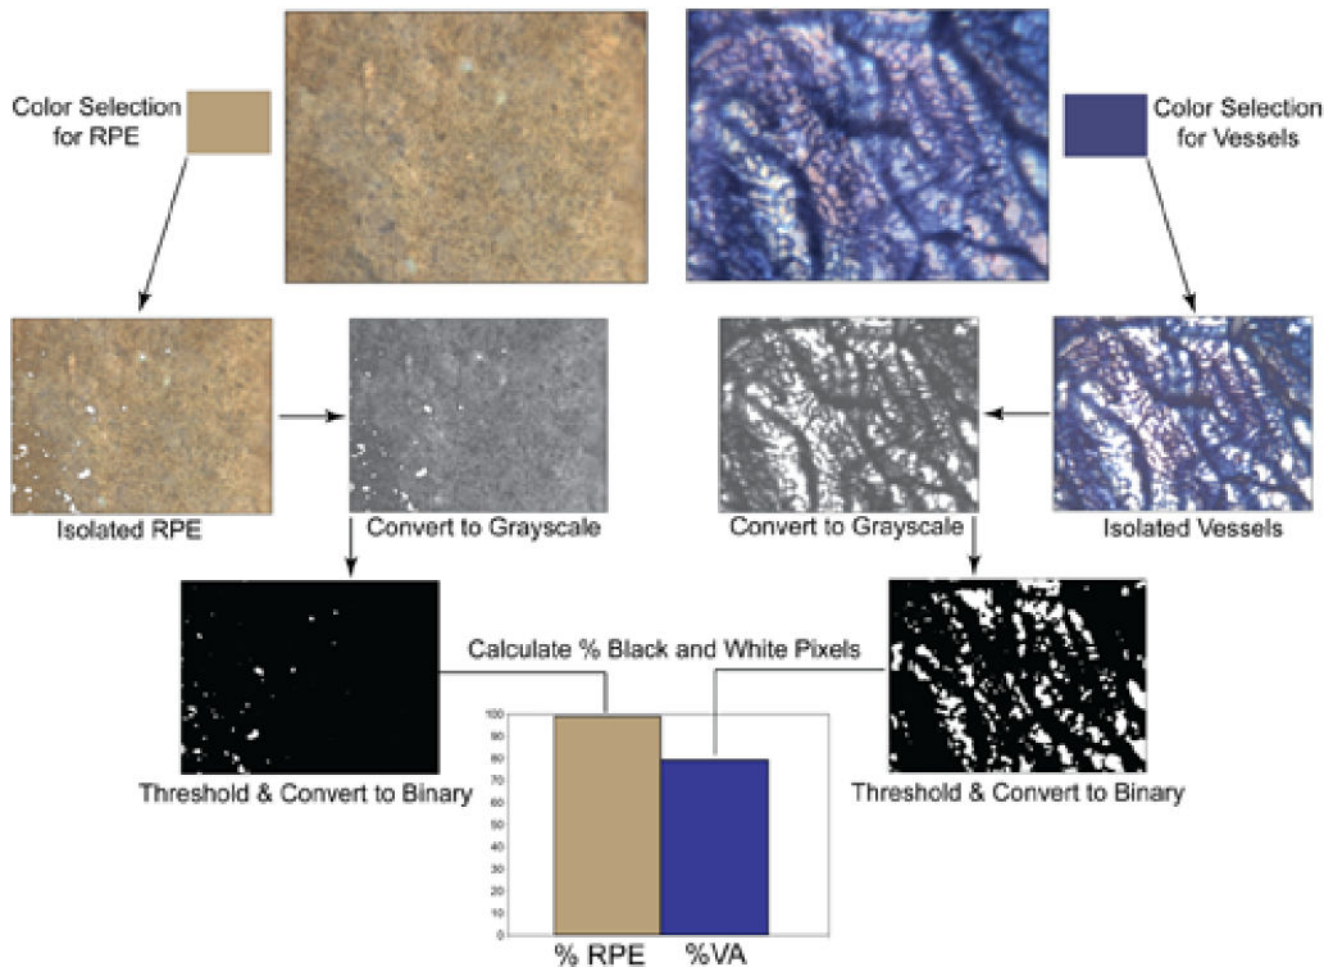 Color Selection
for RPE
Color Selection
for Vessels
Isolated RPE
Convert to Grayscale
Convert to Grayscale
Isolated Vessels
Calculate % Black and White Pixels
Threshold & Convert to Binary
Threshold & Convert to Binary
100
90
80
70
60
50
40
30
20
10
0
% RPE
%VA